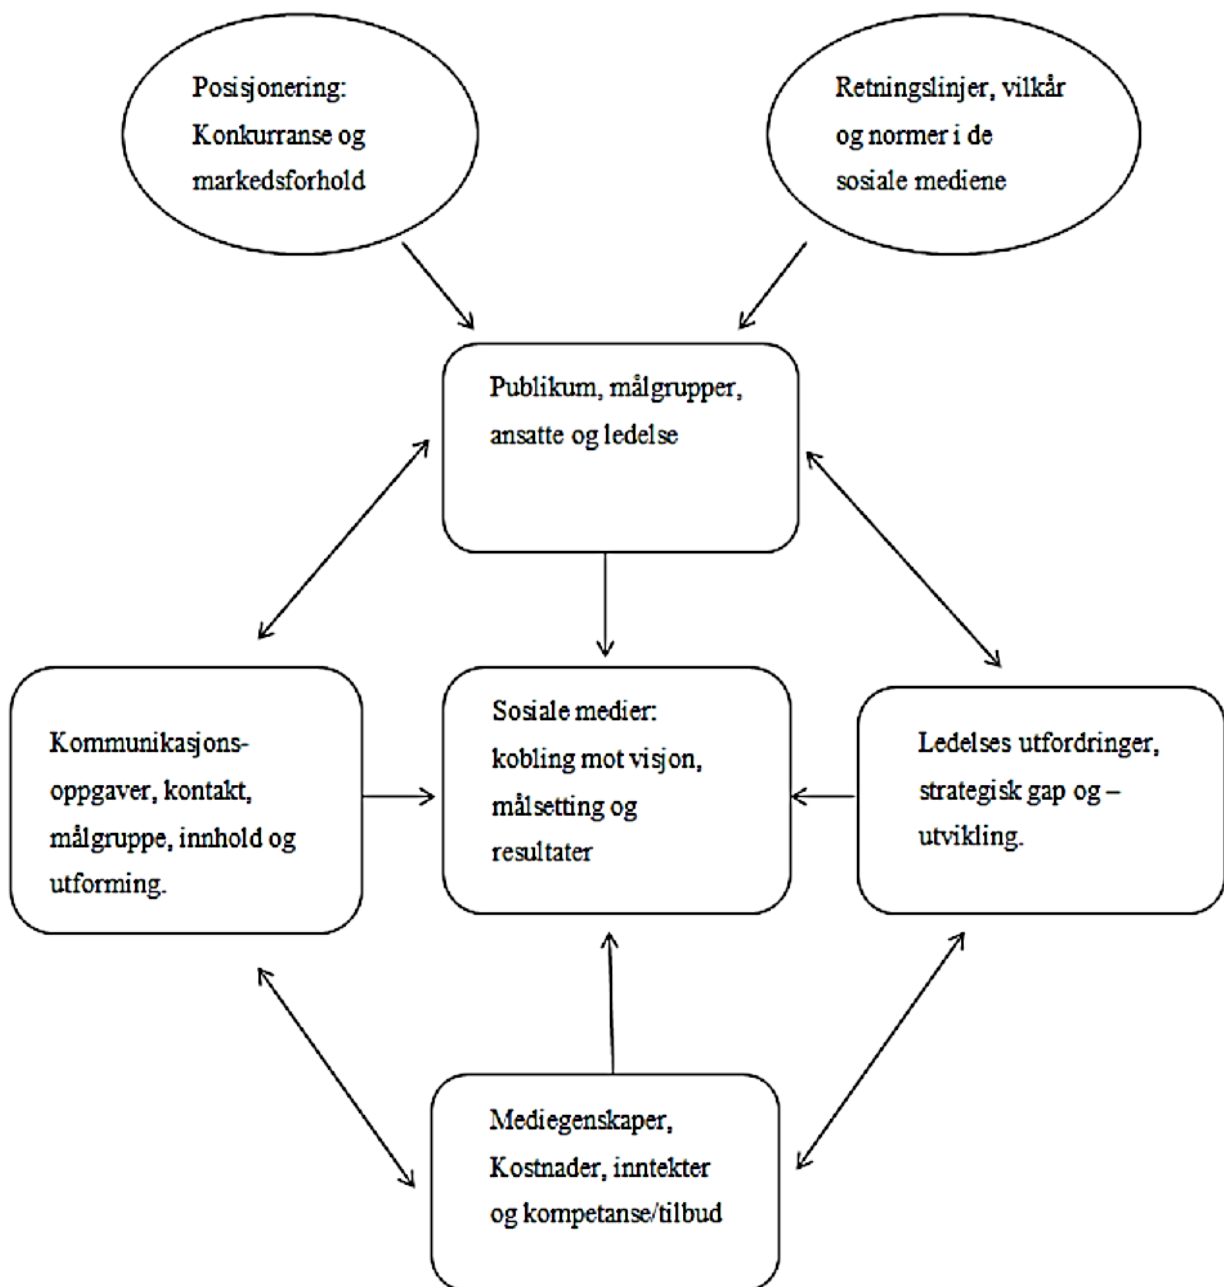 Posisjonering:
Konkurranse og
markedsforhold
Retningslinjer, vilkår
og normer i de
sosiale mediene
Publikum, målgrupper,
ansatte og ledelse
Kommunikasjons-
oppgaver, kontakt,
målgruppe, innhold og
utforming.
Sosiale medier:
kobling mot visjon,
målsetting og
resultater
Ledelses utfordringer,
strategisk gap og –
utvikling.
Mediegenskaper,
Kostnader, inntekter
og kompetanse/tilbud